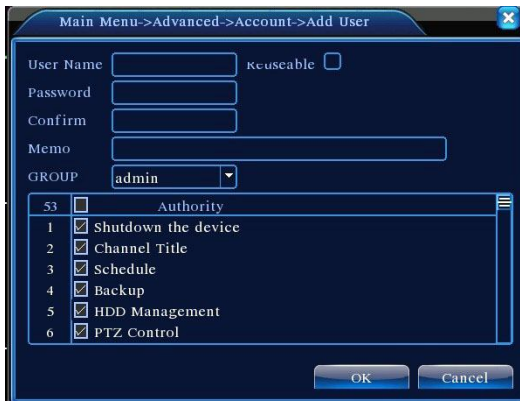 Main Menu->Advanced->Account->Add User
User Name Reuseable
Password
Confirm
Memo
GROUP admin
53 Authority
1 Shutdown the device
2 Channel Title
3 Schedule
4 Backup
5 HDD Management
6 PTZ Control
OK Cancel